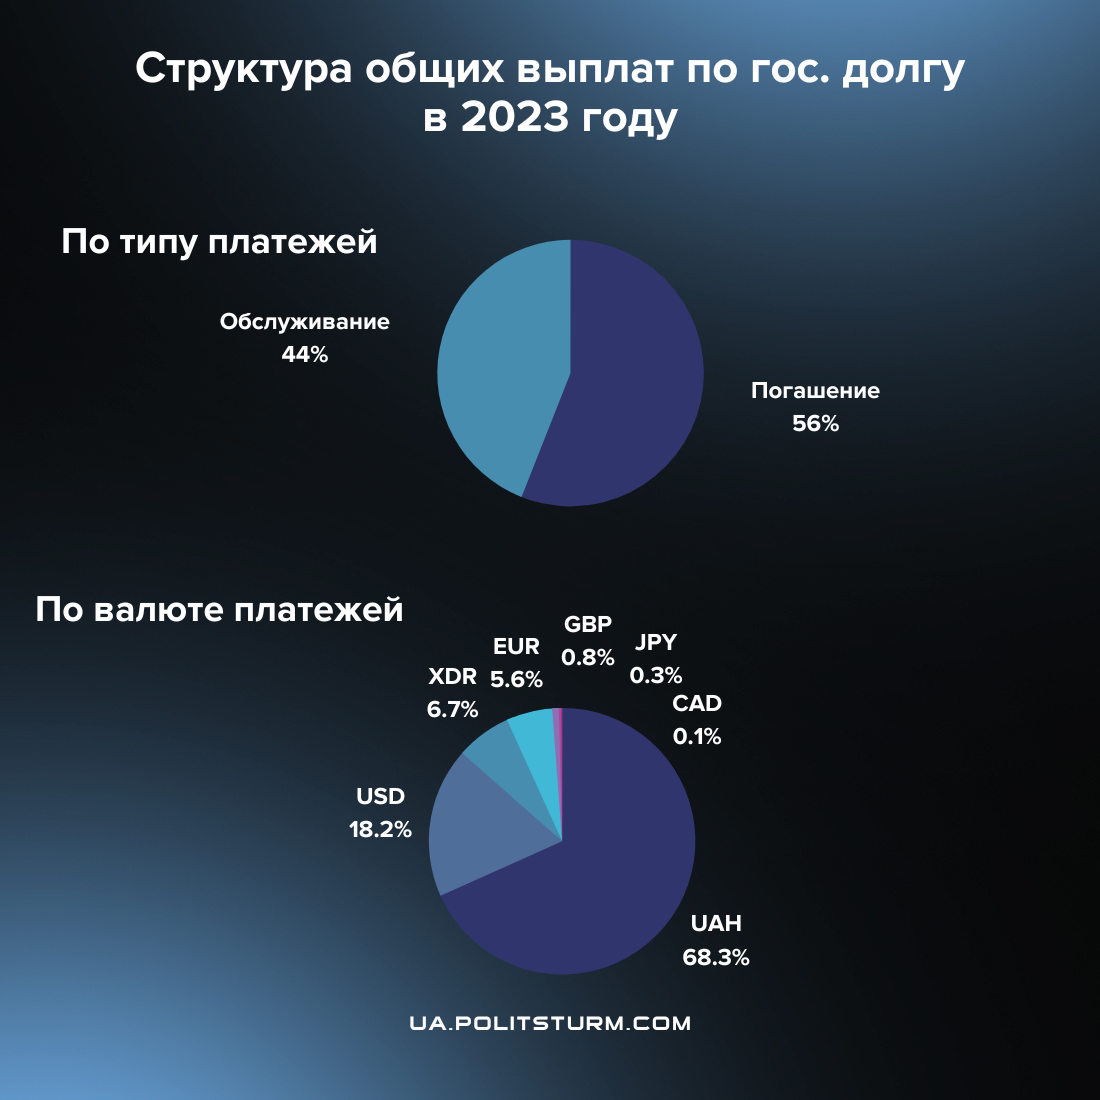 Структура общих выплат по гос. долгу
в 2023 году
По типу платежей
Обслуживание
44%
Погашение
56%
По валюте платежей
GBP
0.8%
JPY
0.3%
EUR
5.6%
XDR
6.7%
CAD
0.1%
USD
18.2%
UAH
68.3%
UA.POLITSTURM.COM